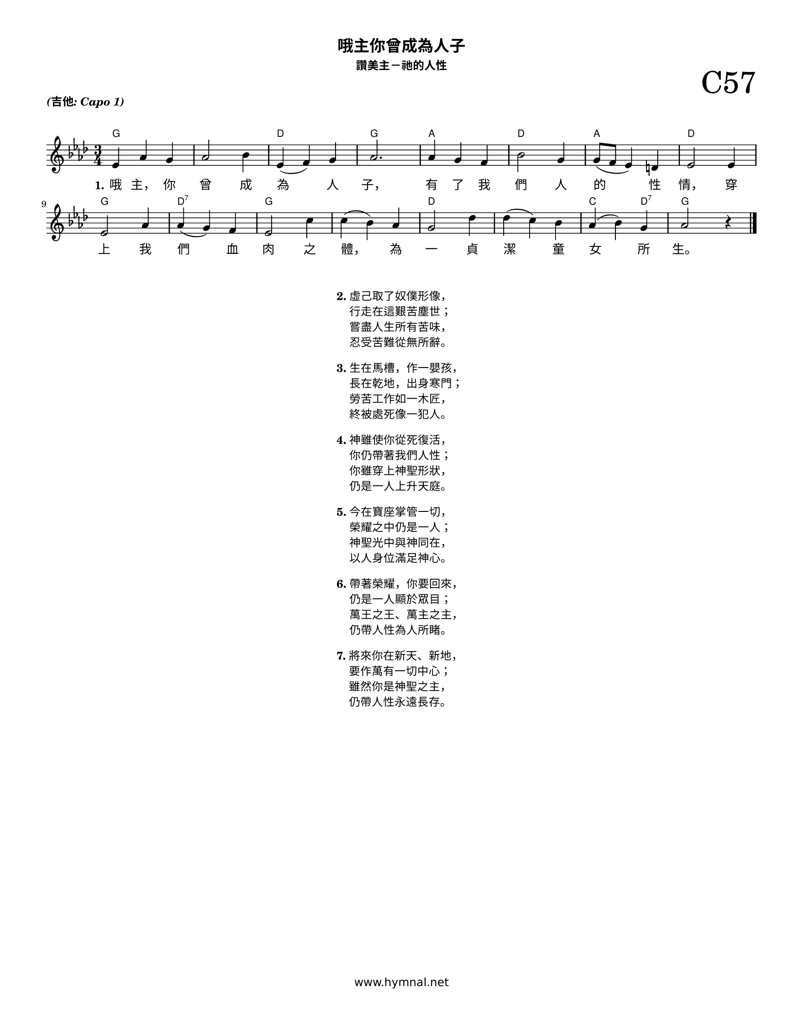 哦主你曾成為人子
讚美主－祂的人性
C57
(吉他: Capo 1)
G D G A D A D
1. 哦 主， 你 曾 成 為 人 子， 有 了 我 們 人 的 性 情， 穿
9 G D7 G D C D7 G
上 我 們 血 肉 之 體， 為 一 貞 潔 童 女 所 生。
2. 虛己取了奴僕形像，
行走在這艱苦塵世；
嘗盡人生所有苦味，
忍受苦難從無所辭。
3. 生在馬槽，作一嬰孩，
長在乾地，出身寒門；
勞苦工作如一木匠，
終被處死像一犯人。
4. 神雖使你從死復活，
你仍帶著我們人性；
你雖穿上神聖形狀，
仍是一人上升天庭。
5. 今在寶座掌管一切，
榮耀之中仍是一人；
神聖光中與神同在，
以人身位滿足神心。
6. 帶著榮耀，你要回來，
仍是一人顯於眾目；
萬王之王、萬主之主，
仍帶人性為人所睹。
7. 將來你在新天、新地，
要作萬有一切中心；
雖然你是神聖之主，
仍帶人性永遠長存。
www.hymnal.net